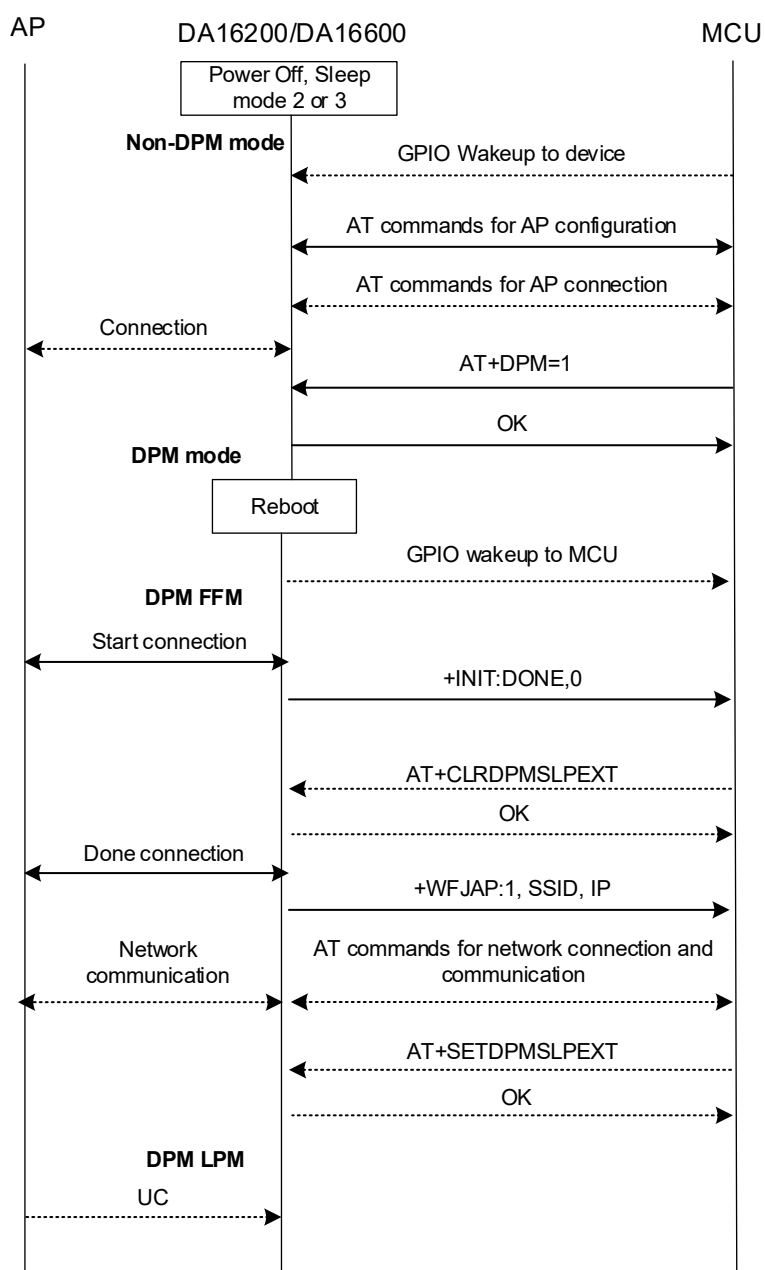 AP
DA16200/DA16600
MCU
Power Off, Sleep
mode 2 or 3
Non-DPM mode
GPIO Wakeup to device
AT commands for AP configuration
AT commands for AP connection
Connection
AT+DPM=1
OK
DPM mode
Reboot
GPIO wakeup to MCU
DPM FFM
Start connection
+INIT:DONE,0
AT+CLRDPMSLPEXT
OK
Done connection
+WFJAP:1, SSID, IP
Network
communication
AT commands for network connection and
communication
AT+SETDPMSLPEXT
OK
DPM LPM
UC